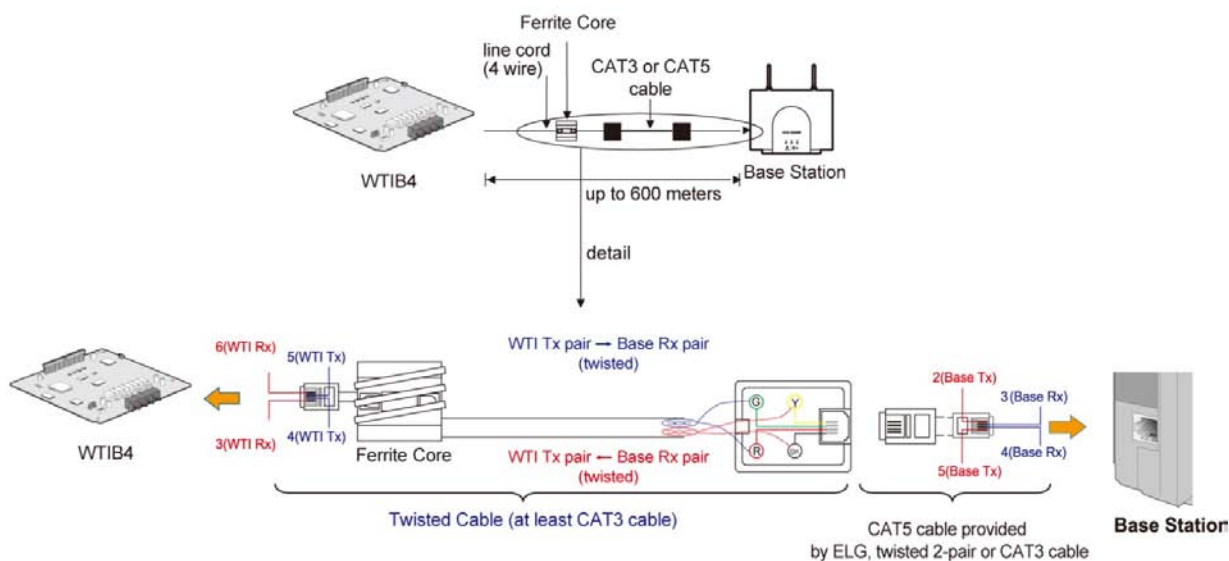 Ferrite Core
line cord
(4 wire)
CAT3 or CAT5
cable
WTIB4
Base Station
up to 600 meters
detail
6(WTI Rx)
5(WTI Tx)
WTI Tx pair → Base Rx pair
(twisted)
3(WTI Rx)
4(WTI Tx)
WTIB4
Ferrite Core
WTI Tx pair ← Base Rx pair
(twisted)
G
Y
R
2(Base Tx)
3(Base Rx)
4(Base Rx)
5(Base Tx)
Twisted Cable (at least CAT3 cable)
CAT5 cable provided
by ELG, twisted 2-pair or CAT3 cable
Base Station